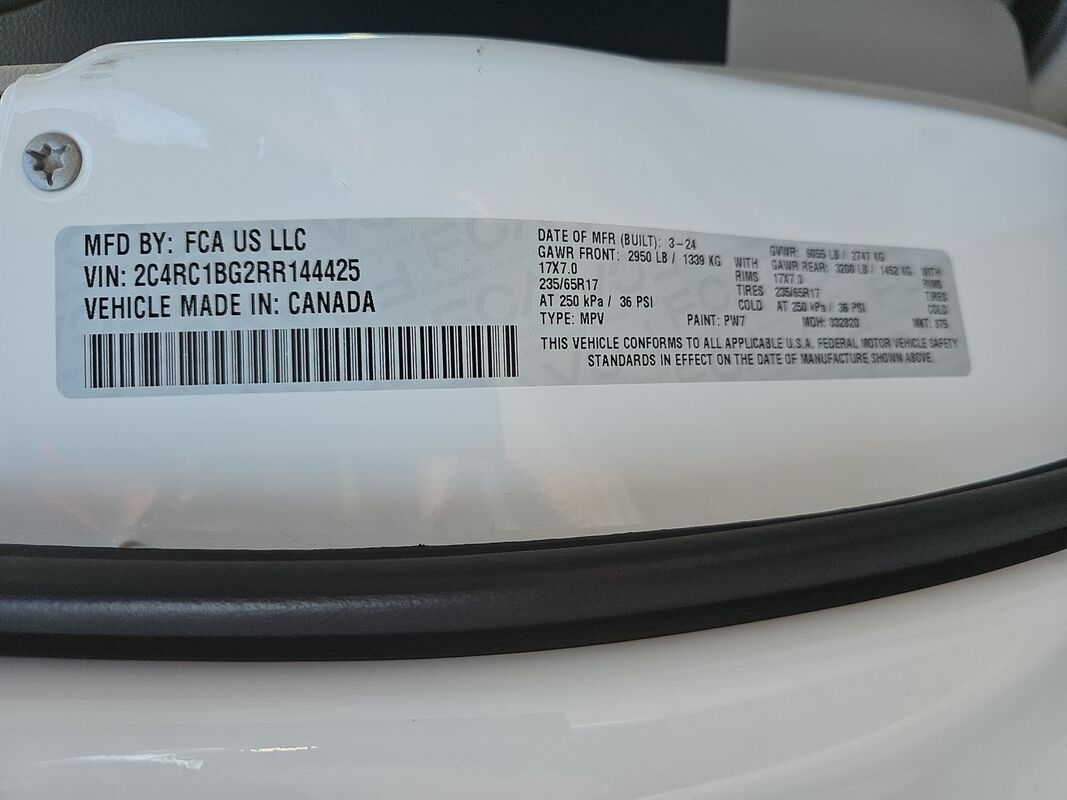 MFD BY: FCA US LLC
VIN: 2C4RC1BG2RR144425
VEHICLE MADE IN: CANADA
DATE OF MFR (BUILT): 3-24 GVWR: 6055 LB / 2747 KG
GAWR FRONT: 2950 LB / 1339 KG WITH GAWR REAR: 3200 LB / 1452 KG WITH
17X7.0 RIMS 17X7.0 RIMS
235/65R17 TIRES 235/65R17 TIRES
AT 250 kPa / 36 PSI COLD AT 250 kPa / 36 PSI COLD
TYPE: MPV PAINT: PW7 MDH: 032820 MKT:
THIS VEHICLE CONFORMS TO ALL APPLICABLE U.S.A. FEDERAL MOTOR VEHICLE SAFETY
STANDARDS IN EFFECT ON THE DATE OF MANUFACTURE SHOWN ABOVE.